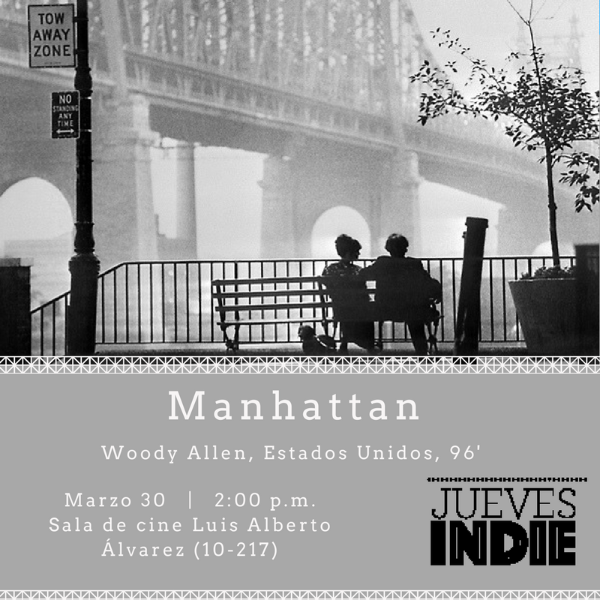 TOW
AWAY
ZONE
NO
STANDING
ANY
TIME
Manhattan
Woody Allen, Estados Unidos, 96'
Marzo 30 | 2:00 p.m.
Sala de cine Luis Alberto
Álvarez (10-217)
JUEVES
INDIE